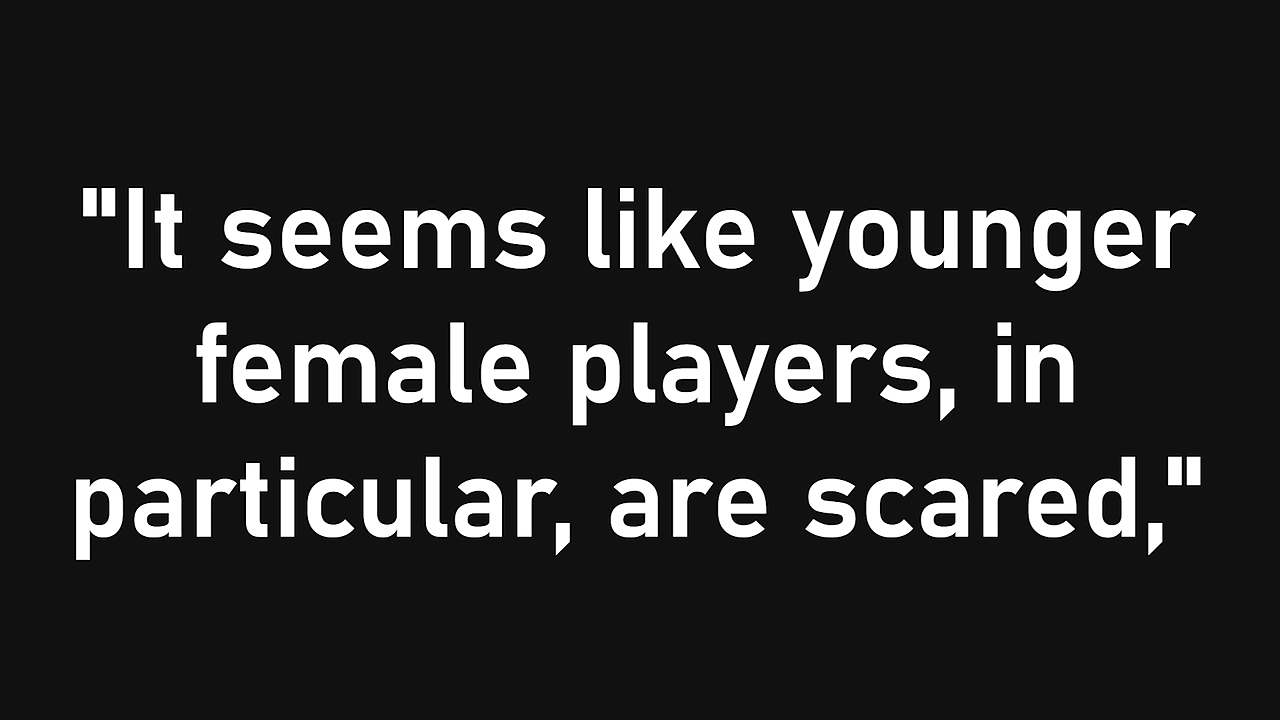 "It seems like younger
female players, in
particular, are scared,"